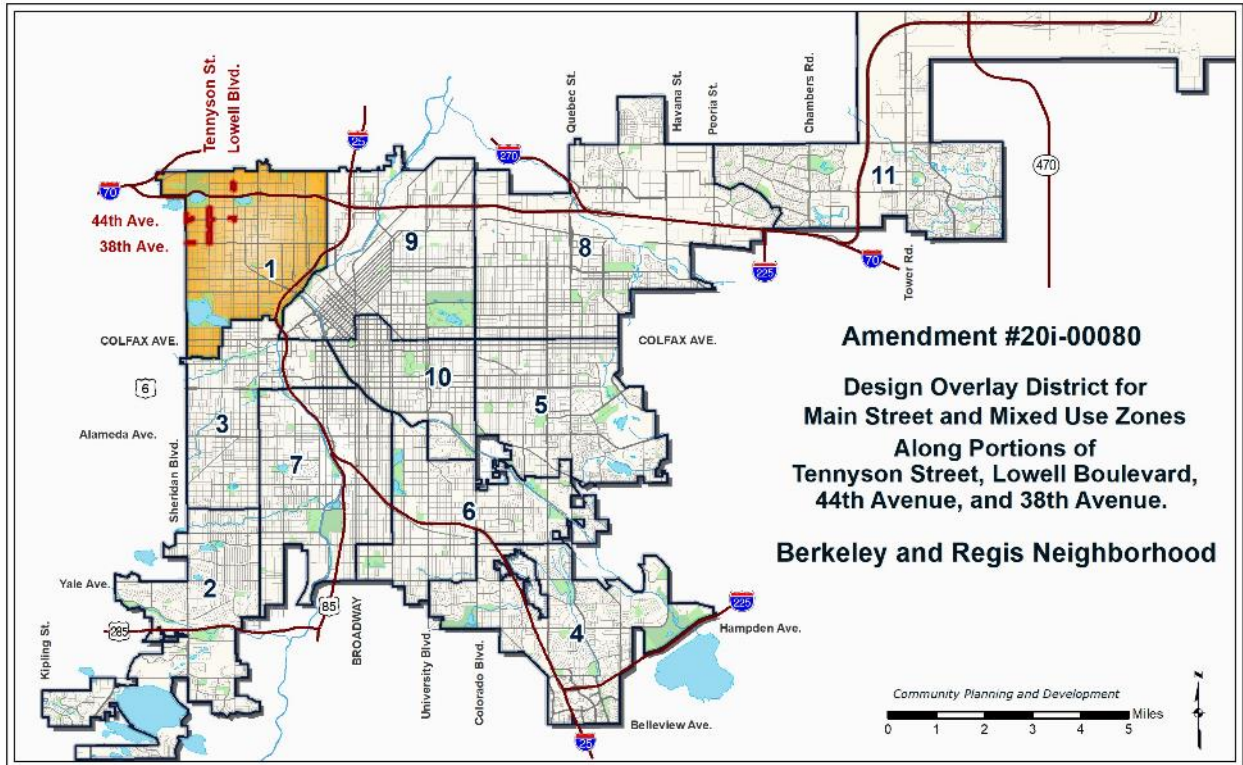 Tennyson St.
Lowell Blvd.
Quebec St.
Havana St.
Peoria St.
Chambers Rd.
25
270
470
70
11
44th Ave.
38th Ave.
1
9
8
225
70
Tower Rd.
COLFAX AVE.
COLFAX AVE.
6
10
5
3
Alameda Ave.
7
Sheridan Blvd.
6
2
Yale Ave.
85
285
BROADWAY
Kipling St.
University Blvd.
Colorado Blvd.
4
225
Hampden Ave.
Belleview Ave.
25
Amendment #20i-00080
Design Overlay District for
Main Street and Mixed Use Zones
Along Portions of
Tennyson Street, Lowell Boulevard,
44th Avenue, and 38th Avenue.
Berkeley and Regis Neighborhood
Community Planning and Development
Miles
0 1 2 3 4 5
N